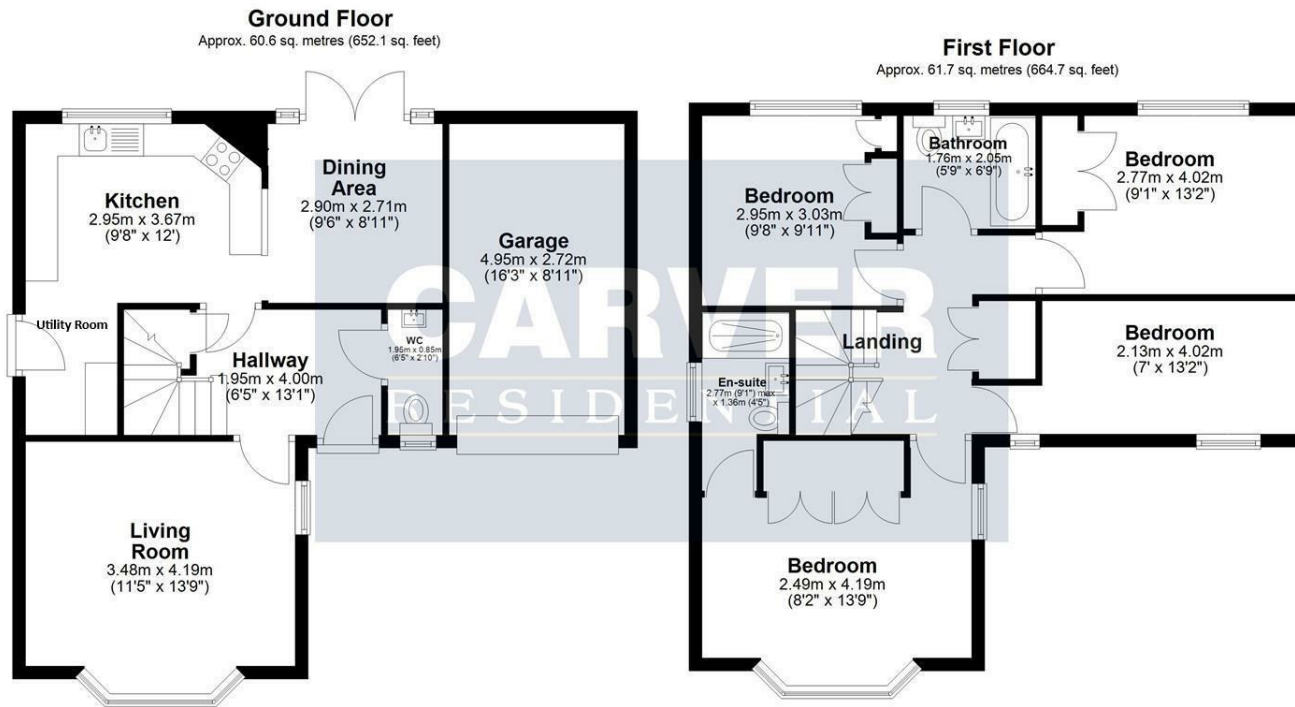 Ground Floor
Approx. 60.6 sq. metres (652.1 sq. feet)
Kitchen
2.95m x 3.67m
(9'8" x 12')
Dining
Area
2.90m x 2.71m
(9'6" x 8'11")
Garage
4.95m x 2.72m
(16'3" x 8'11")
Utility Room
Hallway
1.95m x 4.00m
(6'5" x 13'1")
WC
1.95m x 0.85m
(6'5" x 2'10")
Living
Room
3.48m x 4.19m
(11'5" x 13'9")
First Floor
Approx. 61.7 sq. metres (664.7 sq. feet)
Bedroom
2.95m x 3.03m
(9'8" x 9'11")
Bathroom
1.76m x 2.05m
(5'9" x 6'9")
Bedroom
2.77m x 4.02m
(9'1" x 13'2")
Landing
Bedroom
2.13m x 4.02m
(7' x 13'2")
En-suite
2.77m (9'1") max
x 1.36m (4'5")
Bedroom
2.49m x 4.19m
(8'2" x 13'9")
CARVER
RESIDENTIAL